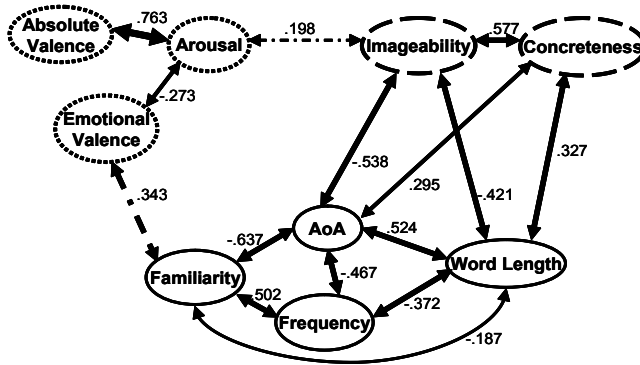 Absolute
Valence
.763
Arousal
.198
Imageability
.577
Concreteness
-.273
Emotional
Valence
-.538
.295
-.421
.327
.343
AoA
.524
-.637
Familiarity
-.467
Word Length
.502
Frequency
-.372
-.187